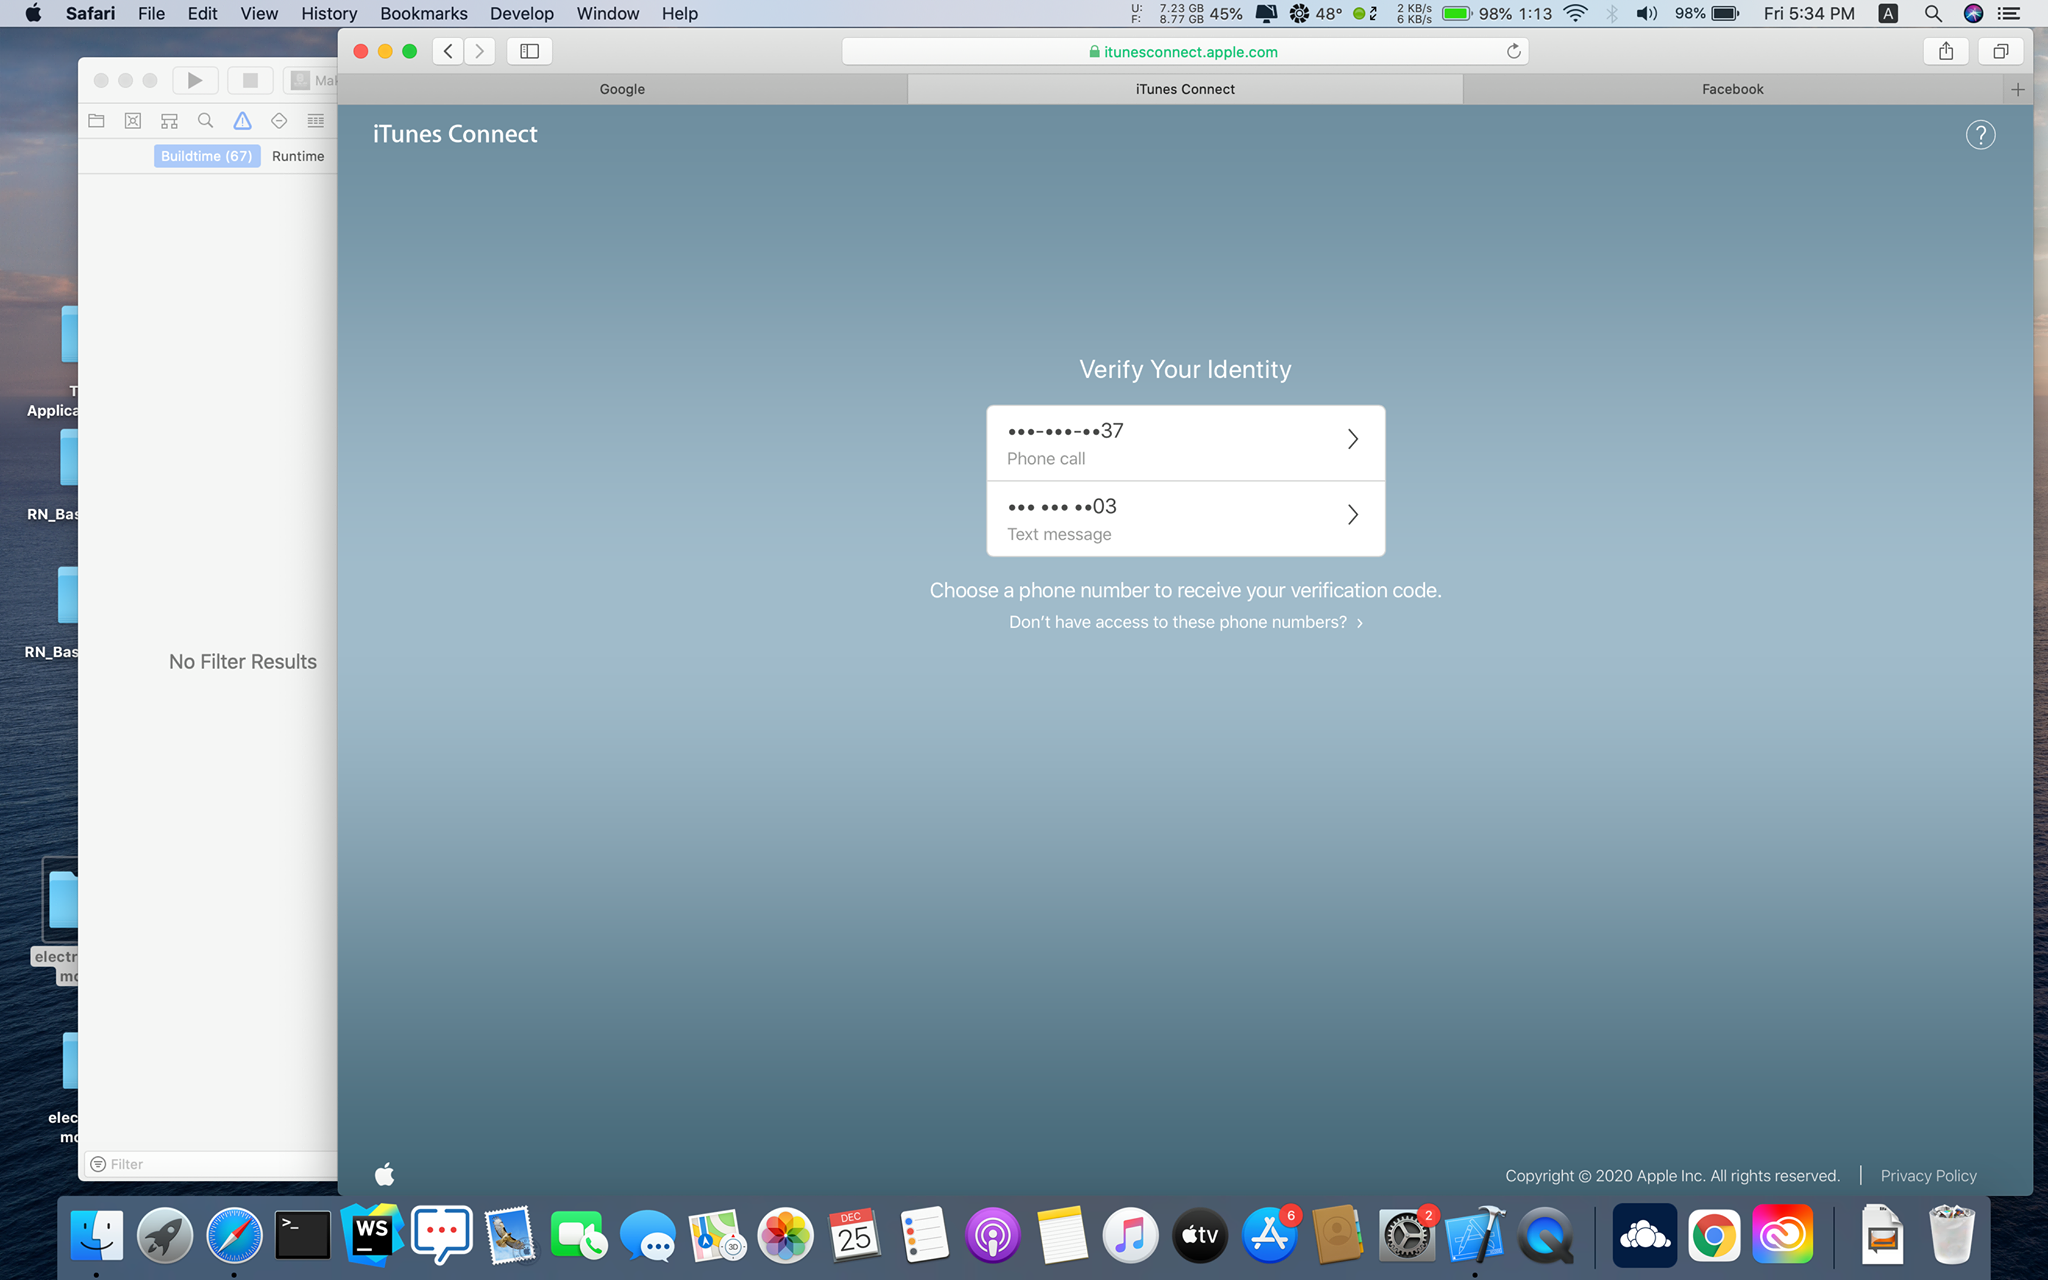 Safari File Edit View History Bookmarks Develop Window Help
U: 7.23 GB 45% 48° 2 KB/s 98% 1:13 98% Fri 5:34 PM A
F: 8.77 GB 6 KB/s
itunesconnect.apple.com
Google iTunes Connect Facebook
iTunes Connect
?
Buildtime (67) Runtime
Verify Your Identity
•••-•••-••37
Phone call
••• ••• ••03
Text message
Choose a phone number to receive your verification code.
Don't have access to these phone numbers?
No Filter Results
Applica
RN_Bas
RN_Bas
electr
mo
elec
mo
Filter
Copyright © 2020 Apple Inc. All rights reserved. Privacy Policy
>_
WS
3D
DEC
25
tv
6
2